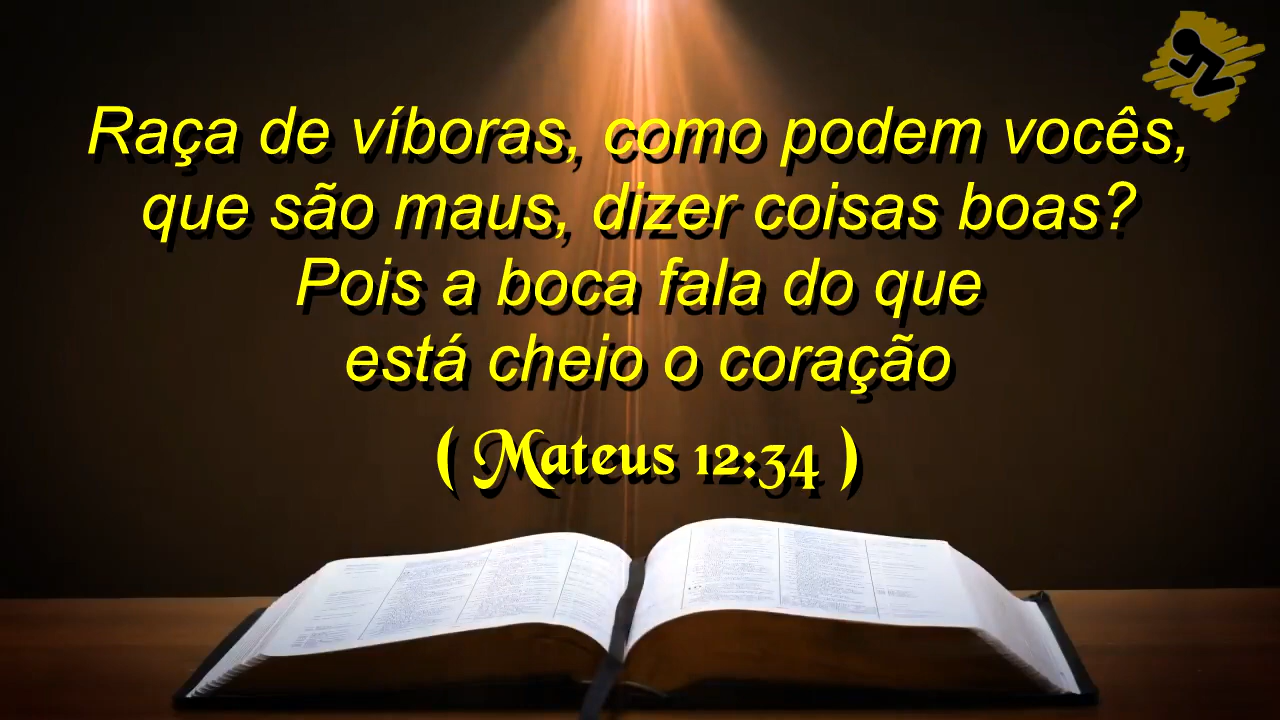 Raça de víboras, como podem vocês,
que são maus, dizer coisas boas?
Pois a boca fala do que
está cheio o coração
( Mateus 12:34 )